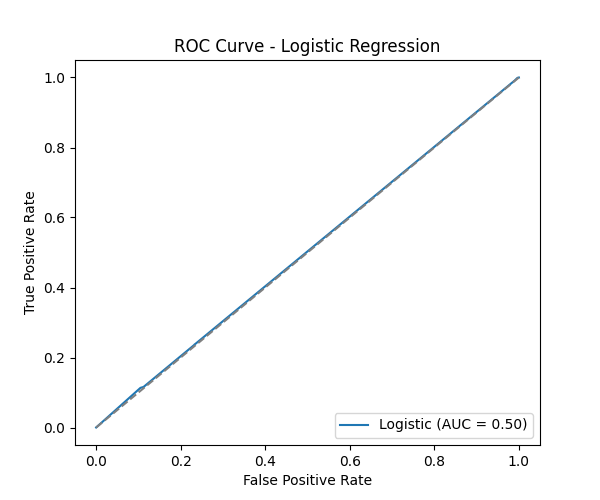 ROC Curve - Logistic Regression
True Positive Rate
1.0
0.8
0.6
0.4
0.2
0.0
Logistic (AUC = 0.50)
0.0 0.2 0.4 0.6 0.8 1.0
False Positive Rate